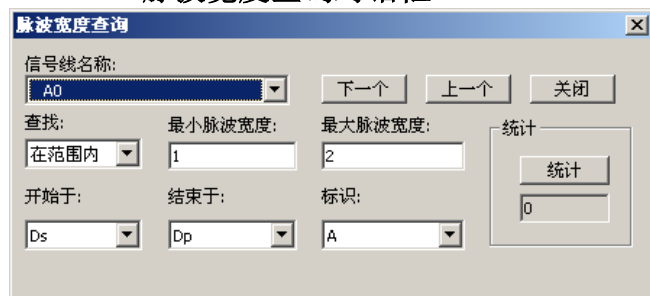 脉波宽度查询
信号线名称:
A0
下一个 上一个 关闭
查找: 最小脉波宽度: 最大脉波宽度: 统计
在范围内 1 2
统计
开始于: 结束于: 标识:
0
Ds Dp A